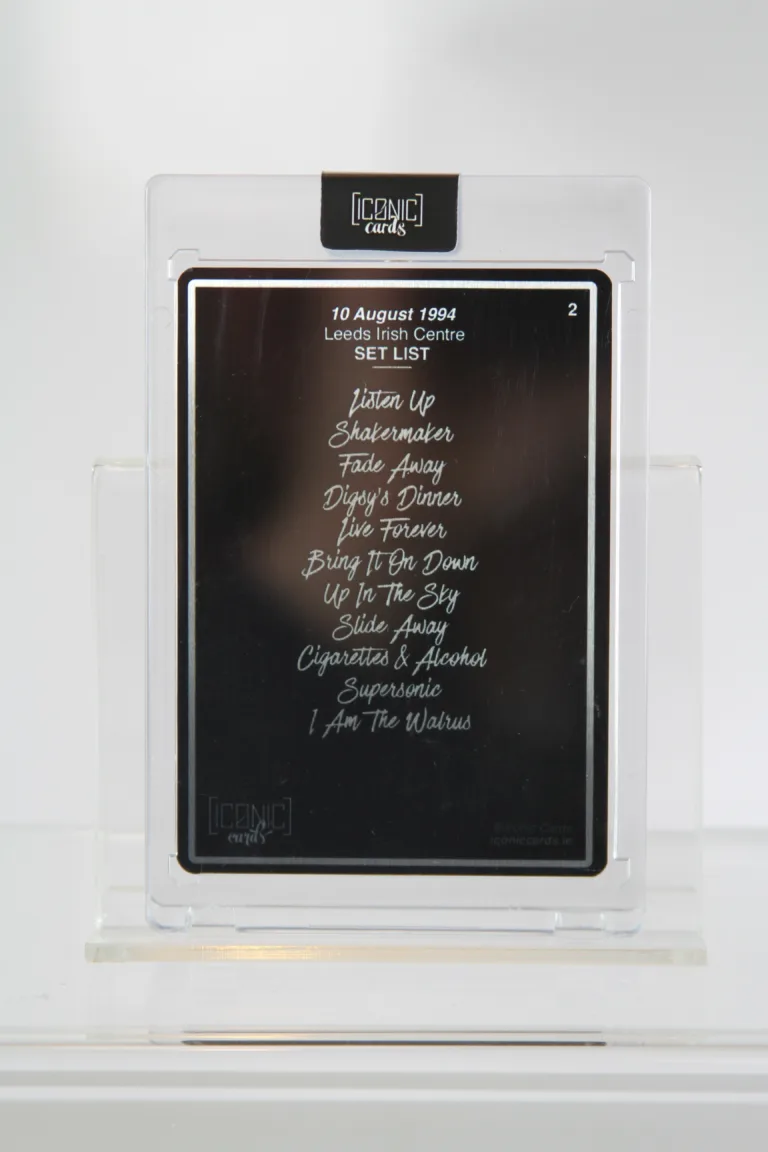 [ICONIC]
cards
10 August 1994
2
Leeds Irish Centre
SET LIST
Listen Up
Shakermaker
Fade Away
Digsy's Dinner
Live Forever
Bring It On Down
Up In The Sky
Slide Away
Cigarettes & Alcohol
Supersonic
I Am The Walrus
[ICONIC]
cards
iconiccards.ie